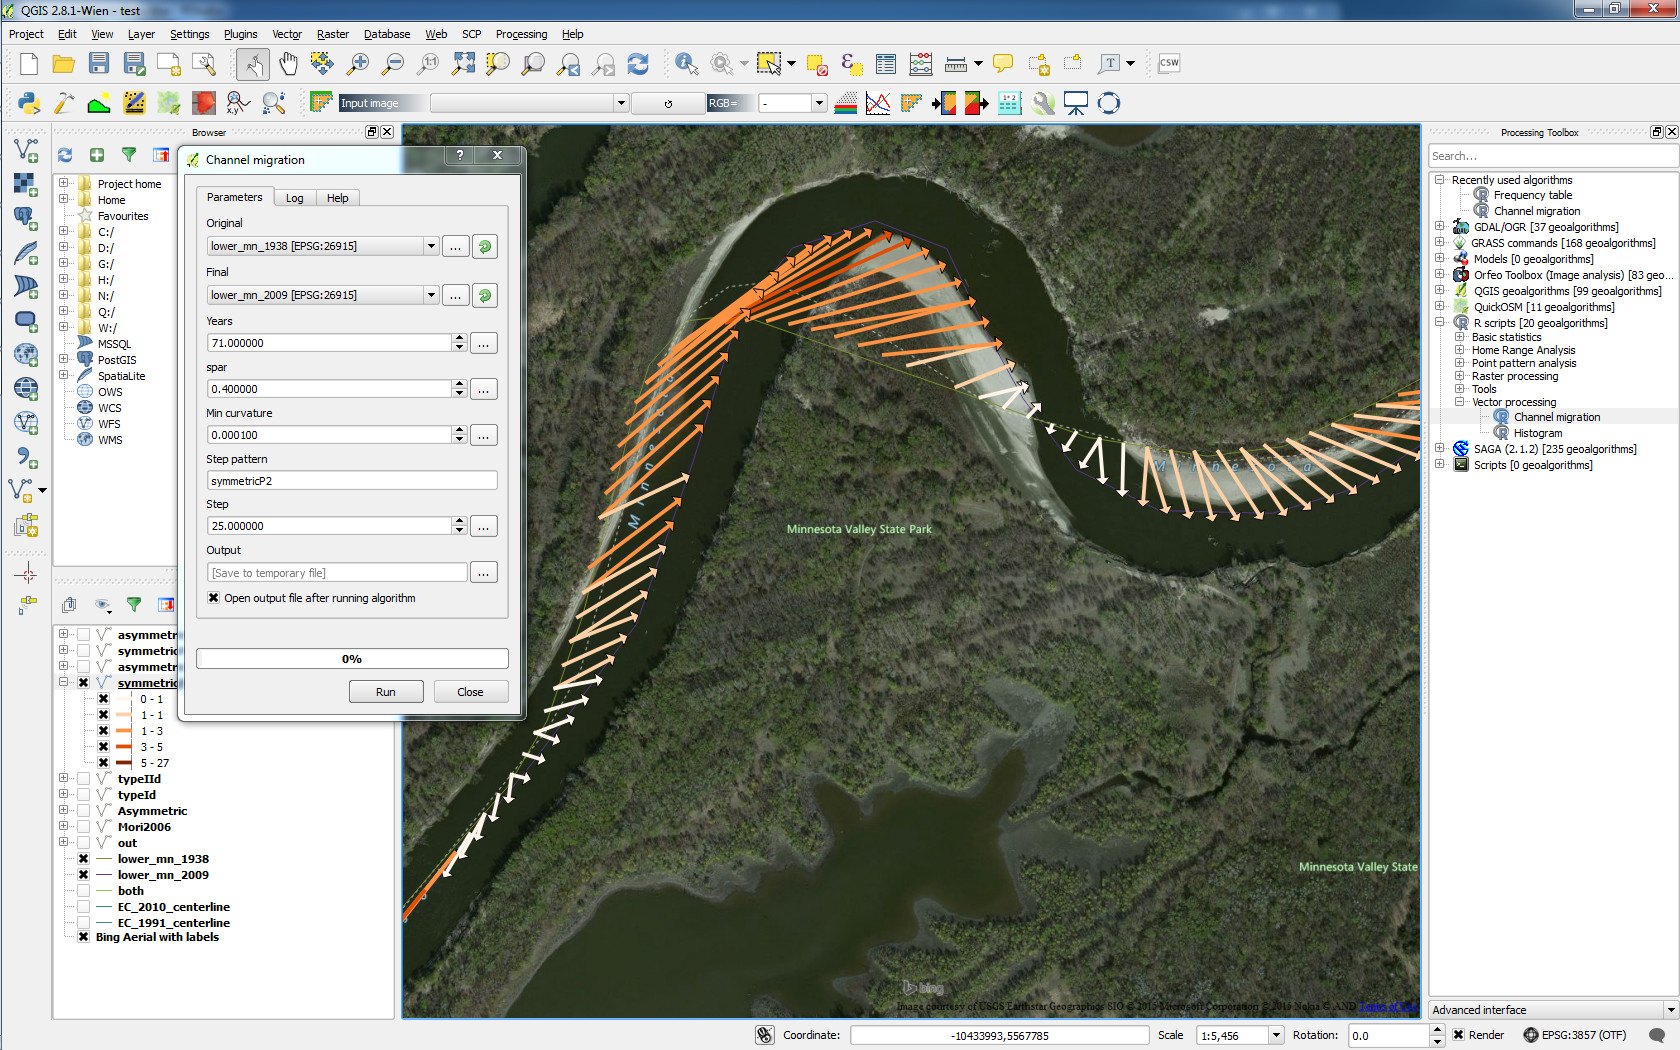 QGIS 2.8.1-Wien - test
Project Edit View Layer Settings Plugins Vector Raster Database Web SCP Processing Help
CSW
Input image
RGB=
-
Browser
Project home
Home
Favourites
C:/
D:/
G:/
H:/
N:/
Q:/
W:/
MSSQL
PostGIS
SpatiaLite
OWS
WCS
WFS
WMS
Channel migration
Parameters Log Help
Original
lower_mn_1938 [EPSG:26915]
...
Final
lower_mn_2009 [EPSG:26915]
...
Years
71.000000
...
spar
0.400000
...
Min curvature
0.000100
...
Step pattern
symmetricP2
Step
25.000000
...
Output
[Save to temporary file]
...
Open output file after running algorithm
0%
Run Close
asymmetr
symmetric
asymmetr
symmetric
0 - 1
1 - 1
1 - 3
3 - 5
5 - 27
typeIId
typeId
Asymmetric
Mori2006
out
lower_mn_1938
lower_mn_2009
both
EC_2010_centerline
EC_1991_centerline
Bing Aerial with labels
Minnesota
Minnesota Valley State Park
Minnesota Valley State
bing
Image courtesy of USGS Earthstar Geographics SIO © 2015 Microsoft Corporation © 2015 Nokia © AND
Processing Toolbox
Search...
Recently used algorithms
Frequency table
Channel migration
GDAL/OGR [37 geoalgorithms]
GRASS commands [168 geoalgorithms]
Models [0 geoalgorithms]
Orfeo Toolbox (Image analysis) [83 geo...
QGIS geoalgorithms [99 geoalgorithms]
QuickOSM [11 geoalgorithms]
R scripts [20 geoalgorithms]
Basic statistics
Home Range Analysis
Point pattern analysis
Raster processing
Tools
Vector processing
Channel migration
Histogram
SAGA (2.1.2) [235 geoalgorithms]
Scripts [0 geoalgorithms]
Advanced interface
Coordinate: -10433993,5567785 Scale 1:5,456 Rotation: 0.0 Render EPSG:3857 (OTF)